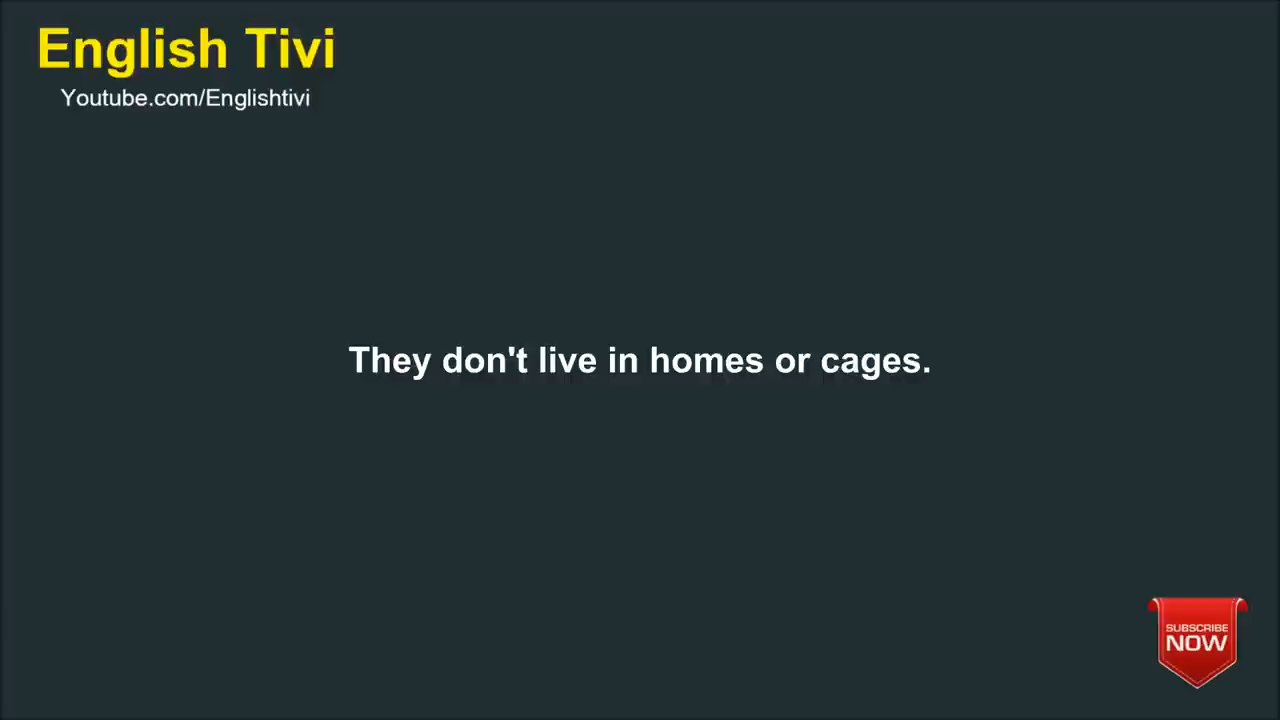 English Tivi
Youtube.com/Englishtivi
They don't live in homes or cages.
SUBSCRIBE
NOW